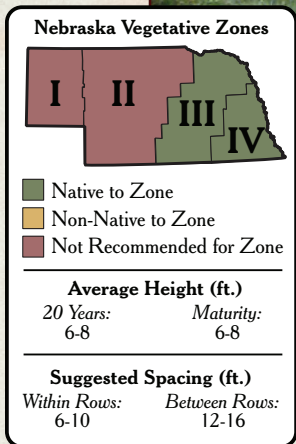 Nebraska Vegetative Zones
I II III IV
Native to Zone
Non-Native to Zone
Not Recommended for Zone
Average Height (ft.)
20 Years: Maturity:
6-8 6-8
Suggested Spacing (ft.)
Within Rows: Between Rows:
6-10 12-16